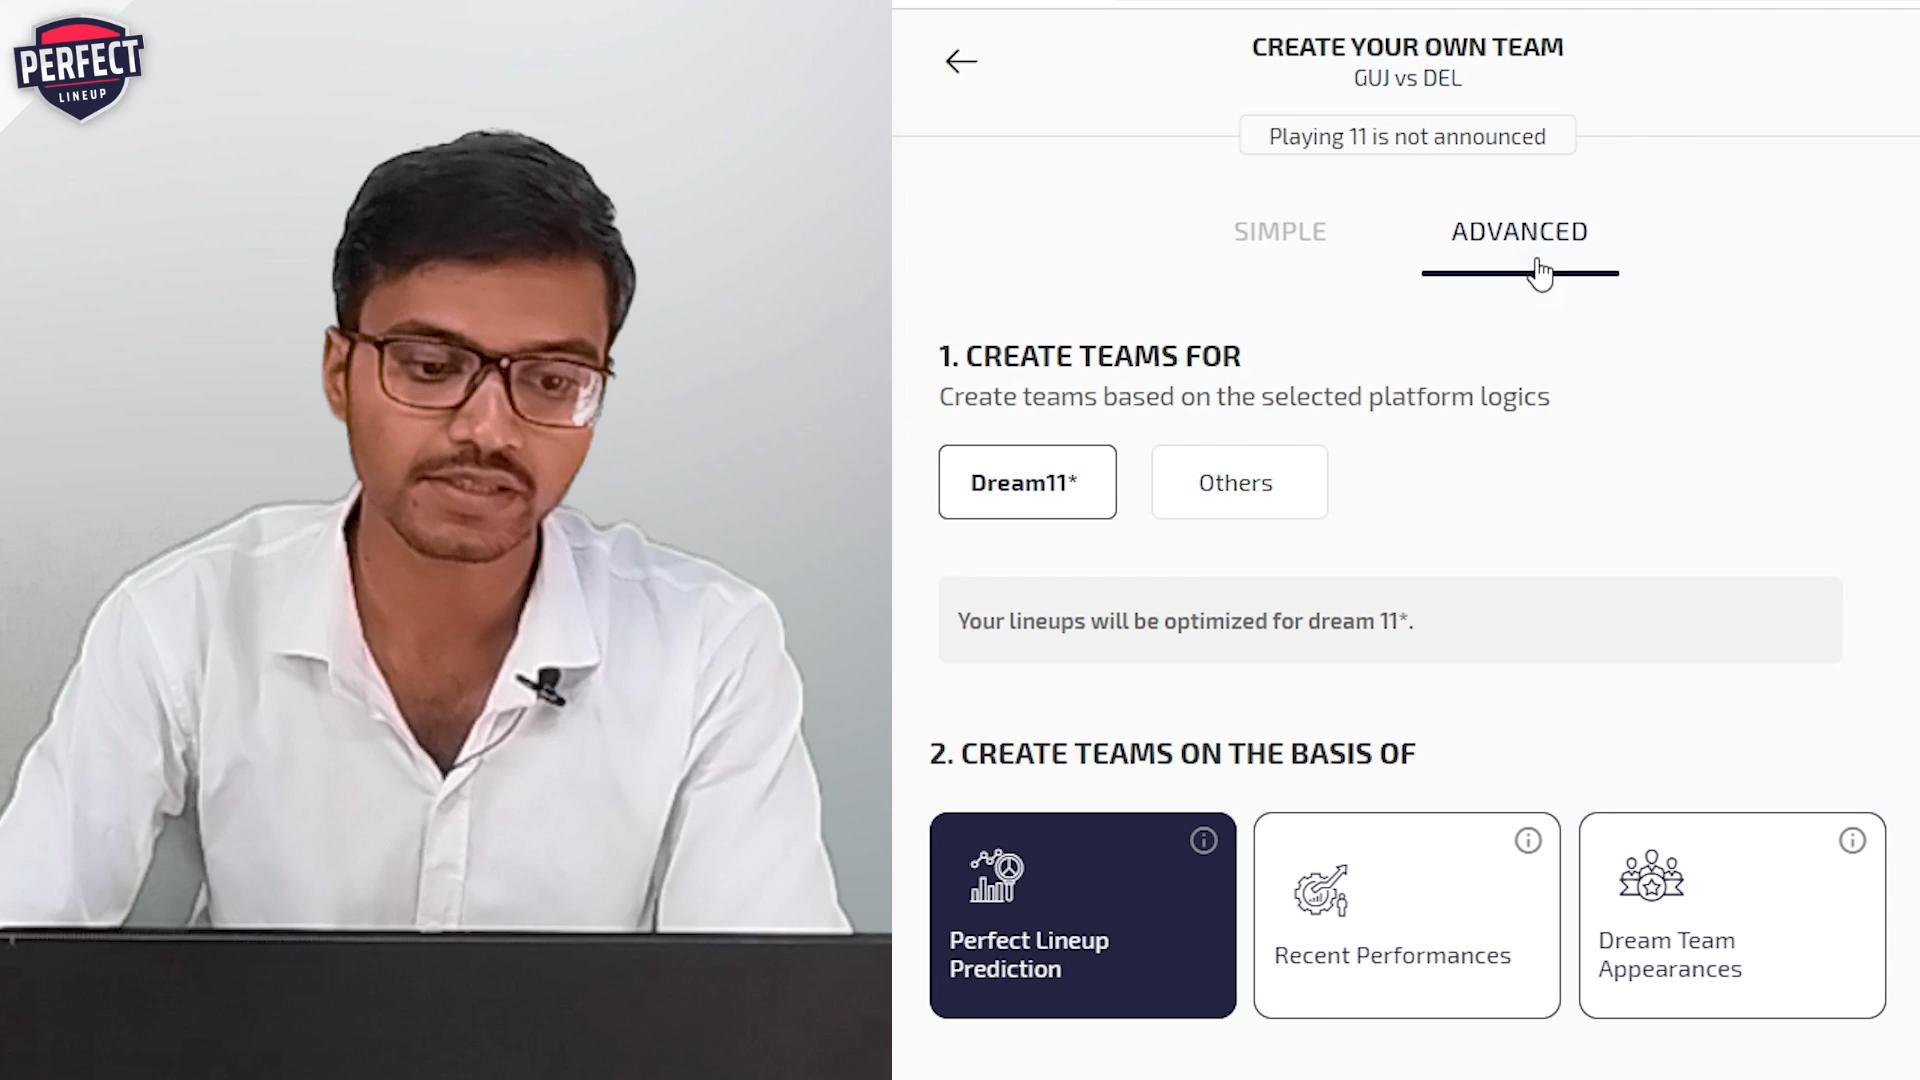 PERFECT
LINEUP
CREATE YOUR OWN TEAM
GUJ vs DEL
Playing 11 is not announced
SIMPLE
ADVANCED
1. CREATE TEAMS FOR
Create teams based on the selected platform logics
Dream11*
Others
Your lineups will be optimized for dream 11*.
2. CREATE TEAMS ON THE BASIS OF
Perfect Lineup
Prediction
Recent Performances
Dream Team
Appearances